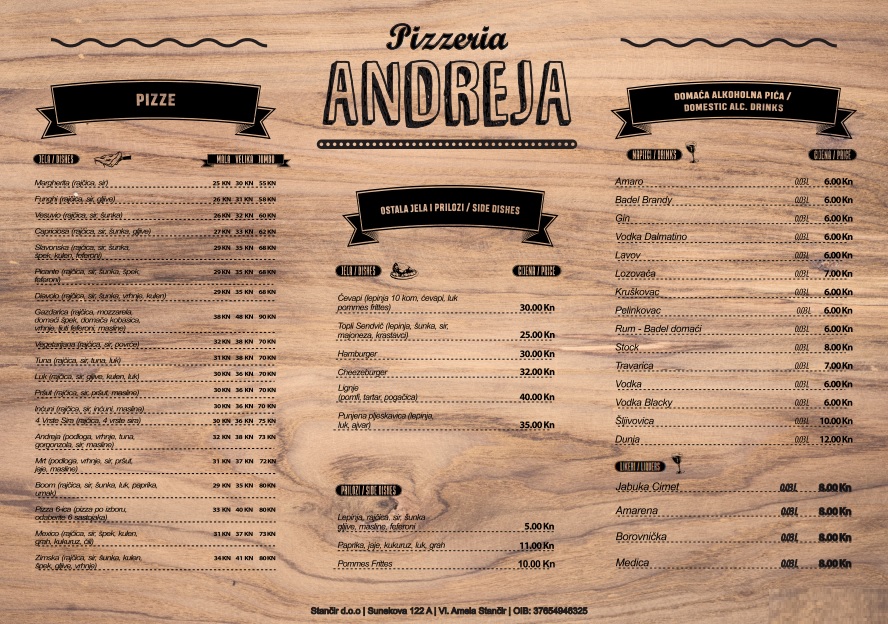 Pizzeria
ANDREJA
PIZZE
JELA / DISHES
MALA VELIKO JUMBO
Margherita (rajčica, sir) 25 KN 30 KN 55 KN
Funghi (rajčica, sir, gljive) 26 KN 31 KN 58 KN
Vesuvio (rajčica, sir, šunka) 26 KN 32 KN 60 KN
Capriciosa (rajčica, sir, šunka, gljive) 27 KN 33 KN 62 KN
Slavonska (rajčica, sir, šunka,
špek, kulen, feferoni) 29 KN 35 KN 68 KN
Picante (rajčica, sir, šunka, špek,
feferoni) 29 KN 35 KN 68 KN
Diavolo (rajčica, sir, šunka, vrhnje, kulen) 29 KN 35 KN 68 KN
Gazdarica (rajčica, mozzarela,
domaći špek, domaća kobasica,
vrhnje, ljuti feferoni, masline) 38 KN 48 KN 90 KN
Vegetarijana (rajčica, sir, povrće) 32 KN 38 KN 70 KN
Tuna (rajčica, sir, tuna, luk) 31 KN 38 KN 70 KN
Luk (rajčica, sir, gljive, kulen, luk) 30 KN 36 KN 70 KN
Pršut (rajčica, sir, pršut, masline) 30 KN 36 KN 70 KN
Inćuni (rajčica, sir, inćuni, masline) 30 KN 36 KN 70 KN
4 Vrste Sira (rajčica, 4 vrste sira) 30 KN 36 KN 75 KN
Andreja (podloga, vrhnje, tuna,
gorgonzola, sir, masline) 32 KN 38 KN 73 KN
Mrt (podloga, vrhnje, sir, pršut,
jaje, masline) 31 KN 37 KN 72 KN
Boom (rajčica, sir, šunka, luk, paprika,
umak) 29 KN 35 KN 80 KN
Pizza 6-ica (pizza po izboru,
odaberite 6 sastojaka) 33 KN 40 KN 80 KN
Mexico (rajčica, sir, špek, kulen,
grah, kukuruz, čili) 31 KN 37 KN 73 KN
Zimska (rajčica, sir, šunka, kulen,
špek, gljive, vrhnje) 34 KN 41 KN 80 KN
OSTALA JELA I PRILOZI / SIDE DISHES
JELA / DISHES
CIJENA / PRICE
Ćevapi (lepinja 10 kom, ćevapi, luk
pommes frittes) 30.00 Kn
Topli Sendvič (lepinja, šunka, sir,
majoneza, krastavci) 25.00 Kn
Hamburger 30.00 Kn
Cheezeburger 32.00 Kn
Lignje
(pomfi, tartar, pogačica) 40.00 Kn
Punjena pljeskavica (lepinja,
luk, ajvar) 35.00 Kn
PRILOZI / SIDE DISHES
Lepinja, rajčica, sir, šunka
gljive, masline, feferoni 5.00 Kn
Paprika, jaje, kukuruz, luk, grah 11.00 Kn
Pommes Frites 10.00 Kn
DOMAĆA ALKOHOLNA PIĆA /
DOMESTIC ALC. DRINKS
NAPITCI / DRINKS
CIJENA / PRICE
Amaro 0.03 L 6.00 Kn
Badel Brandy 0.03 L 6.00 Kn
Gin 0.03 L 6.00 Kn
Vodka Dalmatino 0.03 L 6.00 Kn
Lavov 0.03 L 6.00 Kn
Lozovača 0.03 L 7.00 Kn
Kruškovac 0.03 L 6.00 Kn
Pelinkovac 0.03 L 6.00 Kn
Rum - Badel domaći 0.03 L 6.00 Kn
Stock 0.03 L 8.00 Kn
Travarica 0.03 L 7.00 Kn
Vodka 0.03 L 6.00 Kn
Vodka Blacky 0.03 L 6.00 Kn
Šljivovica 0.03 L 10.00 Kn
Dunja 0.03 L 12.00 Kn
LIKERI / LIQUERS
Jabuka Cimet 0.03 L 8.00 Kn
Amarena 0.03 L 8.00 Kn
Borovnička 0.03 L 8.00 Kn
Medica 0.03 L 8.00 Kn
Stančir d.o.o | Sunekova 122 A | Vl. Amela Stančir | OIB: 37654946325